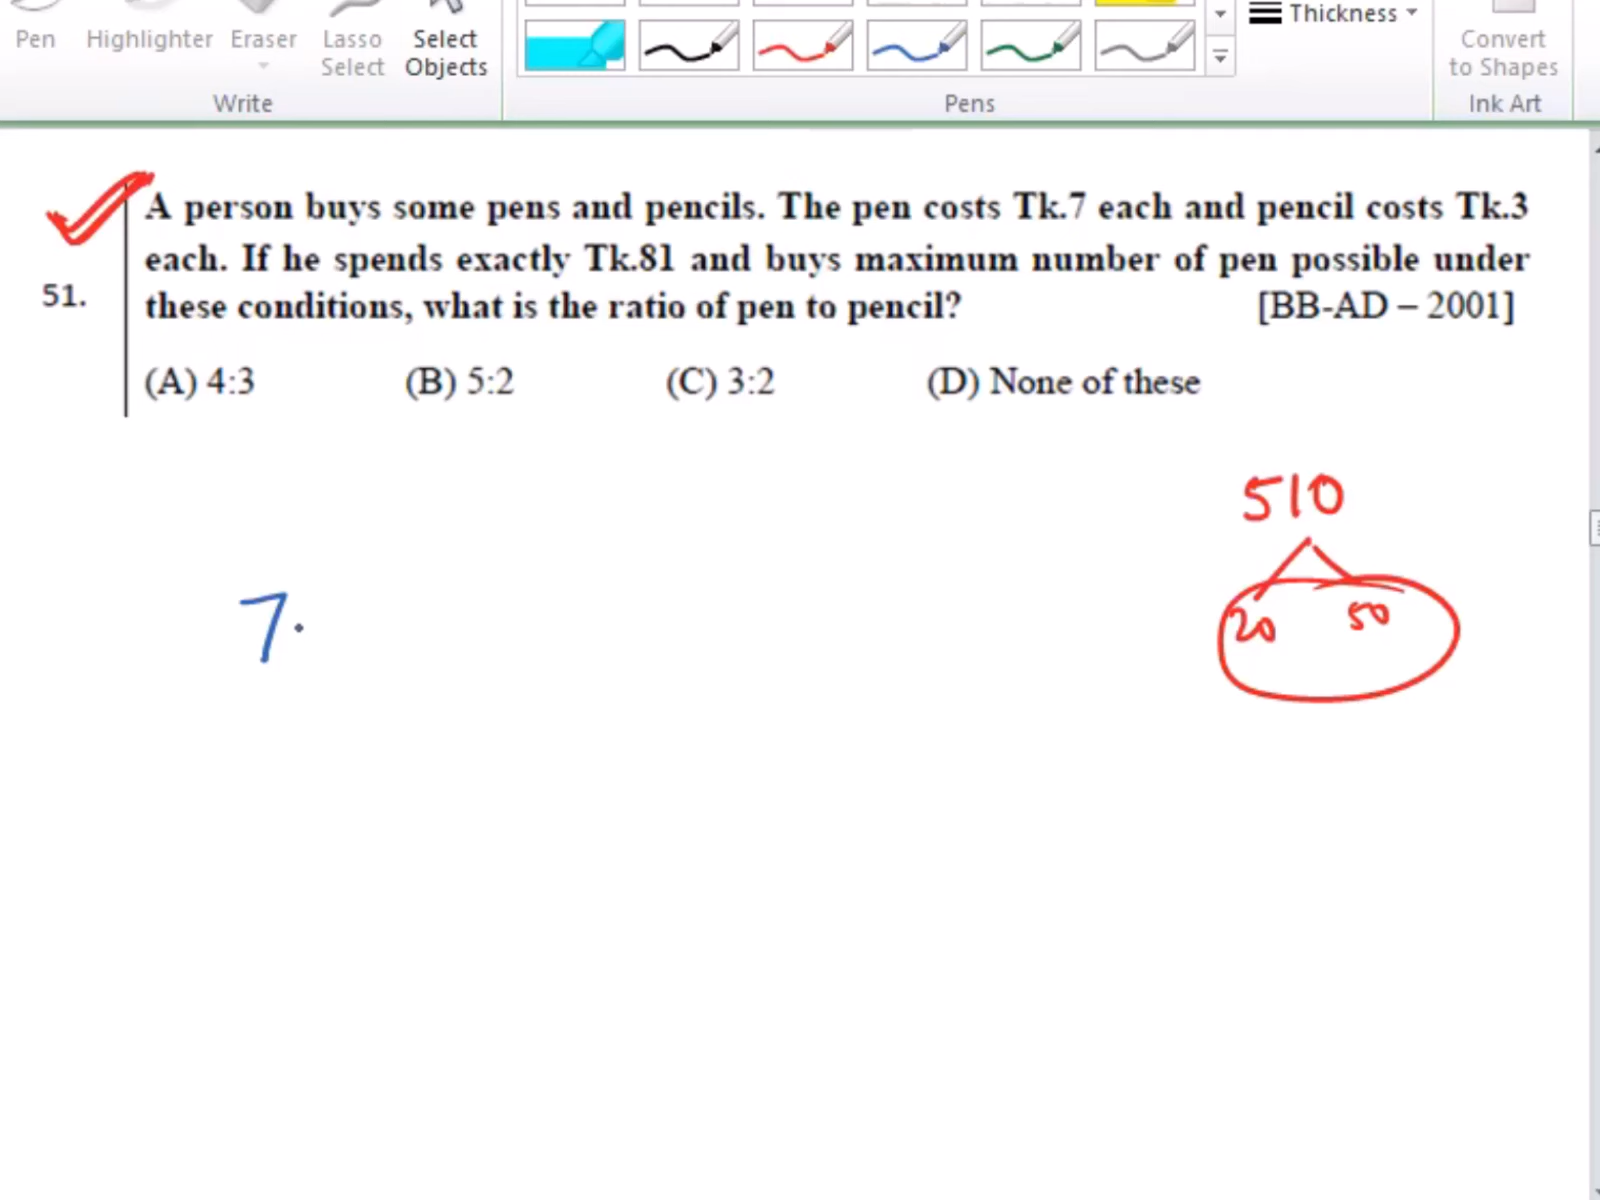 Pen Highlighter Eraser Lasso Select Select Objects Thickness Convert to Shapes
Write Pens Ink Art
51.
A person buys some pens and pencils. The pen costs Tk.7 each and pencil costs Tk.3
each. If he spends exactly Tk.81 and buys maximum number of pen possible under
these conditions, what is the ratio of pen to pencil? [BB-AD – 2001]
(A) 4:3 (B) 5:2 (C) 3:2 (D) None of these
510
20 50
7